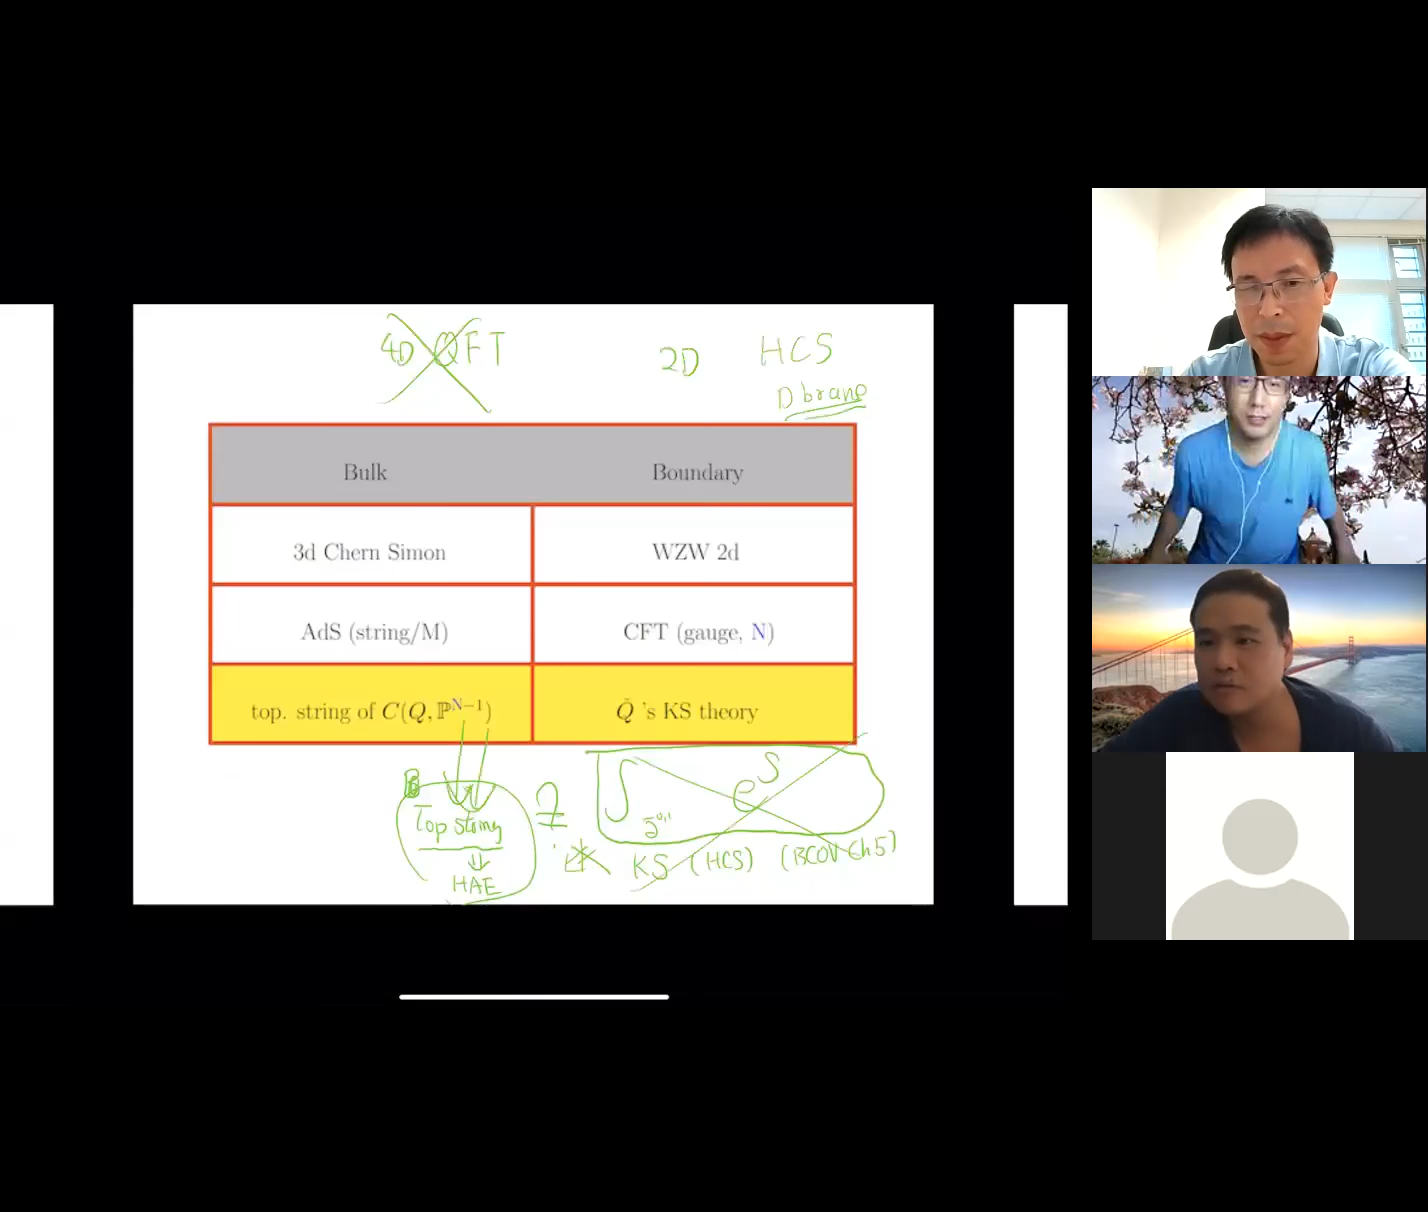 4D QFT 2D HCS
D brane
Bulk Boundary
3d Chern Simon WZW 2d
AdS (string/M) CFT (gauge, N)
top. string of C(Q, ℙᴺ⁻¹) Q̌ 's KS theory
B
Top string
⇓
HAE
∫ e^S
KS (HCS) (BCOV Ch5)